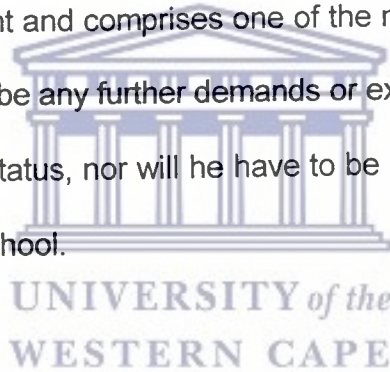 nt and comprises one of the
be any further demands or ex
tatus, nor will he have to be
hool.
UNIVERSITY of the
WESTERN CAPE